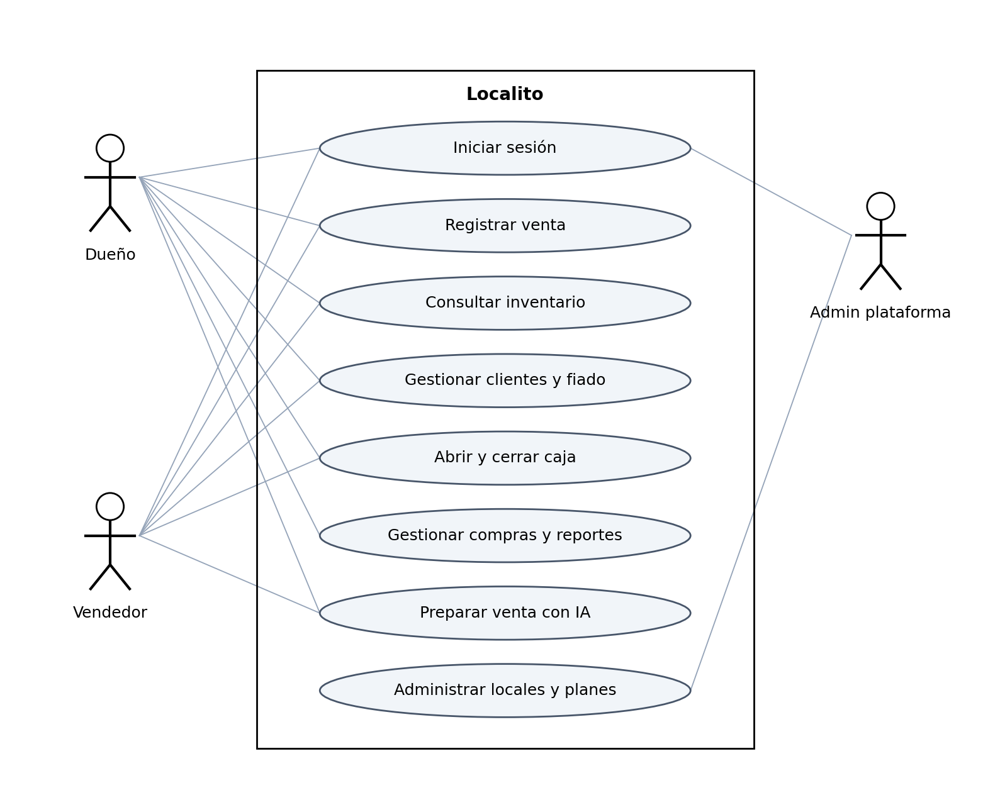 Localito
Iniciar sesión
Registrar venta
Dueño
Consultar inventario
Admin plataforma
Gestionar clientes y fiado
Abrir y cerrar caja
Gestionar compras y reportes
Vendedor
Preparar venta con IA
Administrar locales y planes